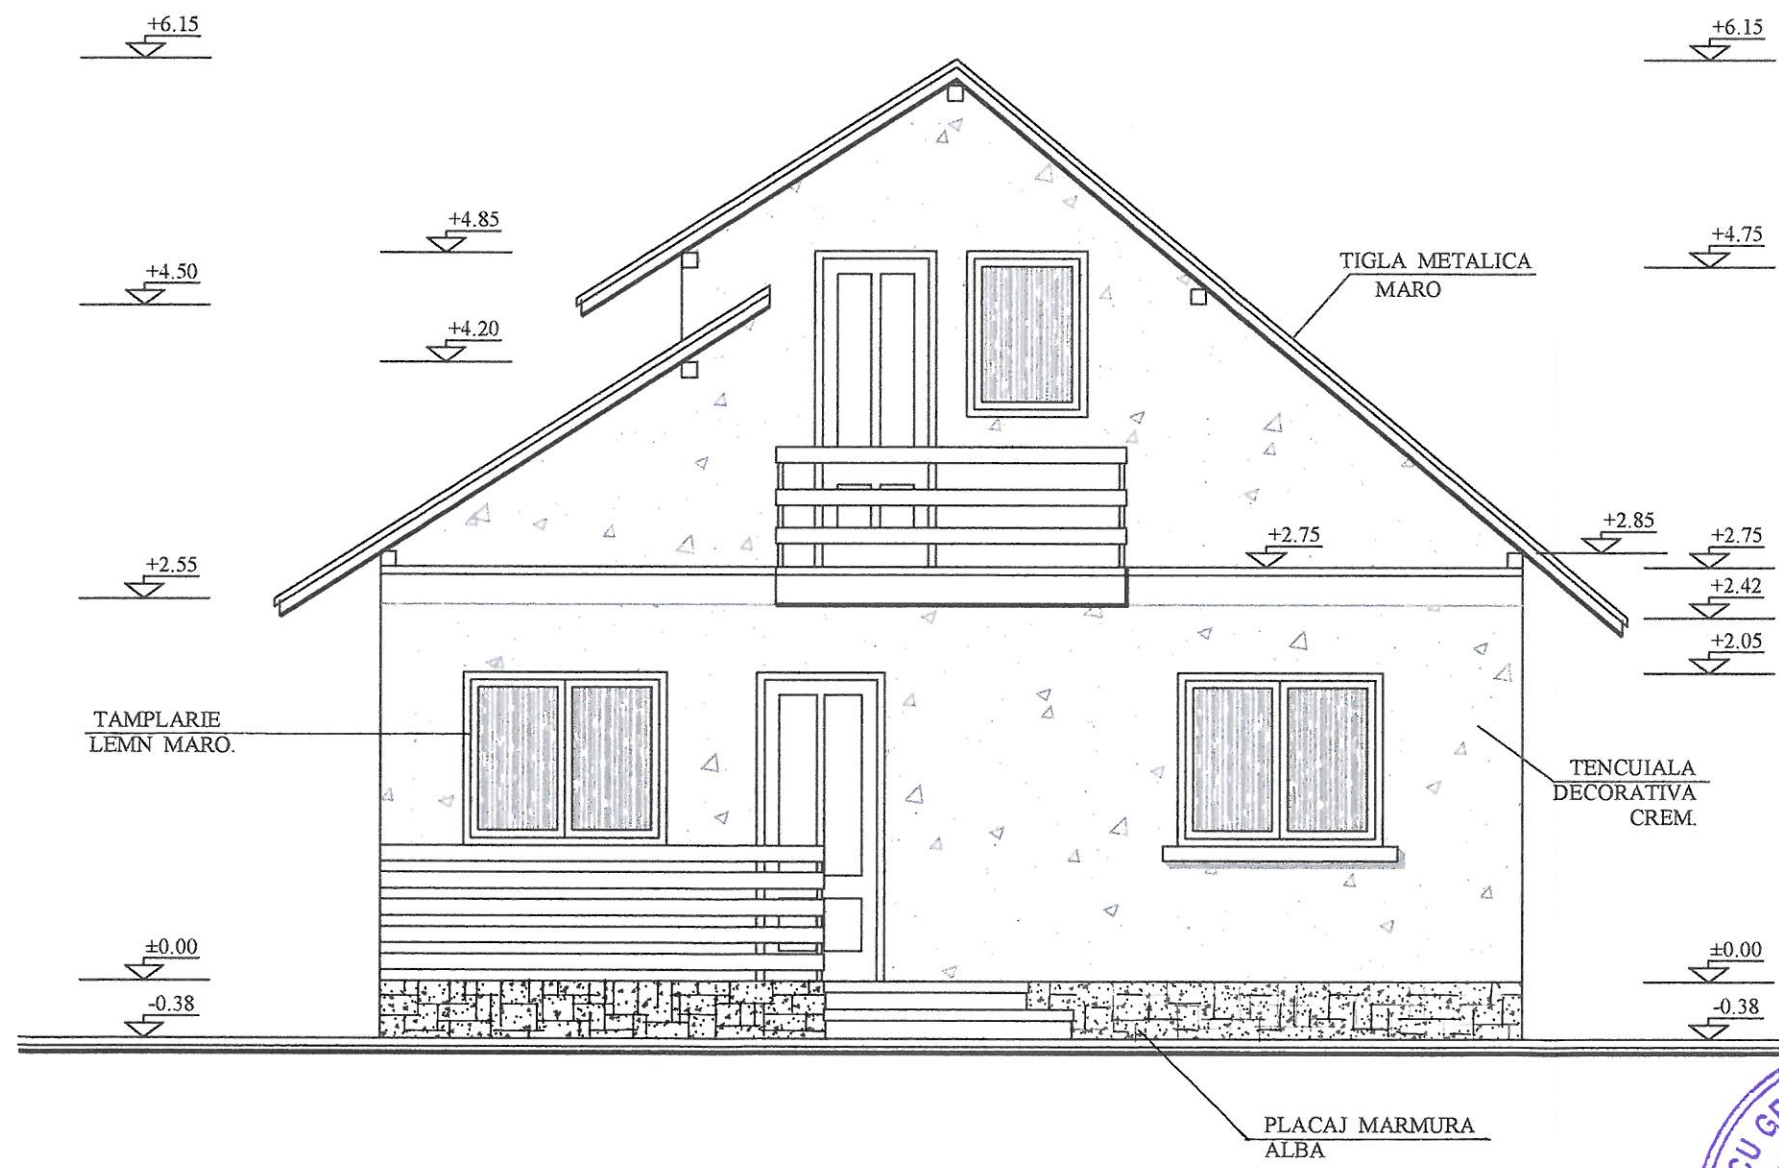 +6.15
+6.15
+4.85
+4.75
+4.50
TIGLA METALICA
MARO
+4.20
+2.85
+2.75
+2.75
+2.55
+2.42
+2.05
TAMPLARIE
LEMN MARO.
TENCUIALA
DECORATIVA
CREM.
±0.00
±0.00
-0.38
-0.38
PLACAJ MARMURA
ALBA